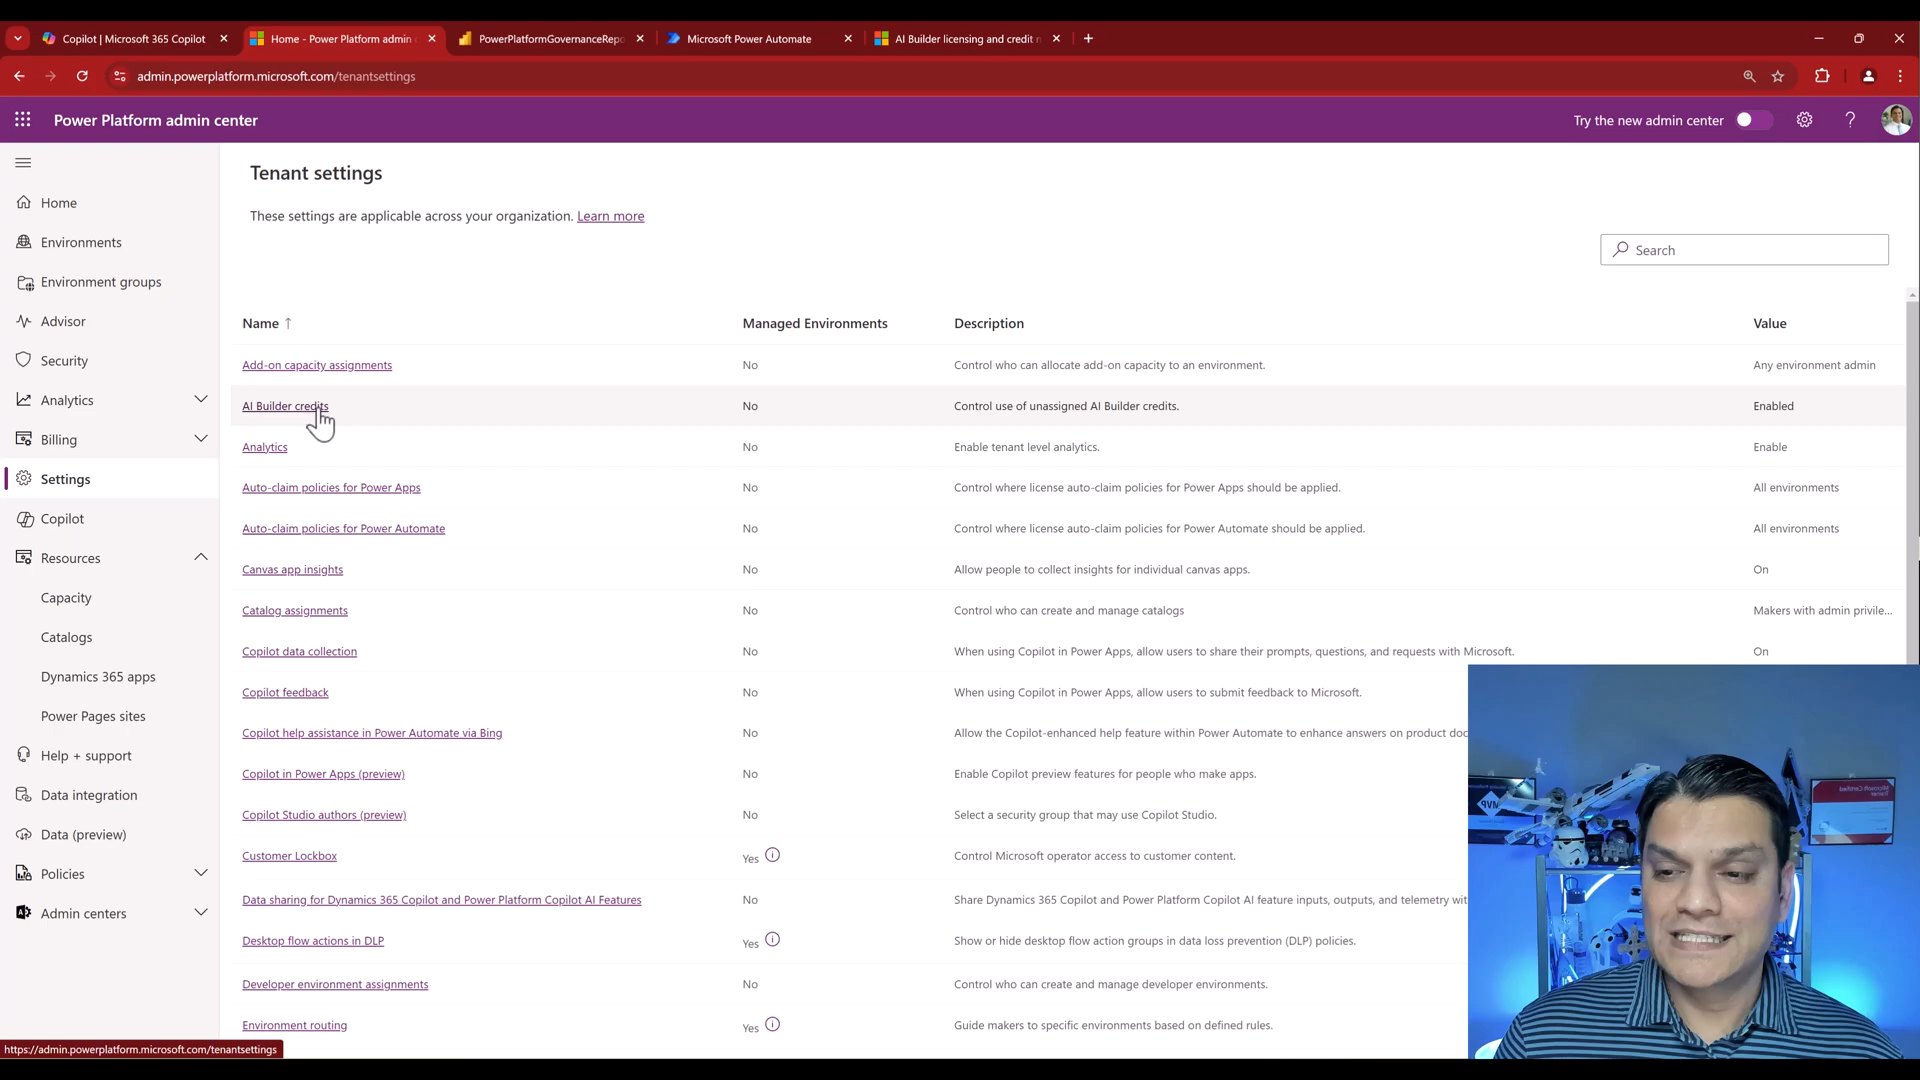 Copilot | Microsoft 365 Copilot
Home - Power Platform admin
PowerPlatformGovernanceRepo
Microsoft Power Automate
AI Builder licensing and credit
admin.powerplatform.microsoft.com/tenantsettings
Power Platform admin center
Try the new admin center
Home
Environments
Environment groups
Advisor
Security
Analytics
Billing
Settings
Copilot
Resources
Capacity
Catalogs
Dynamics 365 apps
Power Pages sites
Help + support
Data integration
Data (preview)
Policies
Admin centers
Tenant settings
These settings are applicable across your organization. Learn more
Search
Name ↑ Managed Environments Description Value
Add-on capacity assignments No Control who can allocate add-on capacity to an environment. Any environment admin
AI Builder credits No Control use of unassigned AI Builder credits. Enabled
Analytics No Enable tenant level analytics. Enable
Auto-claim policies for Power Apps No Control where license auto-claim policies for Power Apps should be applied. All environments
Auto-claim policies for Power Automate No Control where license auto-claim policies for Power Automate should be applied. All environments
Canvas app insights No Allow people to collect insights for individual canvas apps. On
Catalog assignments No Control who can create and manage catalogs Makers with admin privile...
Copilot data collection No When using Copilot in Power Apps, allow users to share their prompts, questions, and requests with Microsoft. On
Copilot feedback No When using Copilot in Power Apps, allow users to submit feedback to Microsoft.
Copilot help assistance in Power Automate via Bing No Allow the Copilot-enhanced help feature within Power Automate to enhance answers on product doc
Copilot in Power Apps (preview) No Enable Copilot preview features for people who make apps.
Copilot Studio authors (preview) No Select a security group that may use Copilot Studio.
Customer Lockbox Yes Control Microsoft operator access to customer content.
Data sharing for Dynamics 365 Copilot and Power Platform Copilot AI Features No Share Dynamics 365 Copilot and Power Platform Copilot AI feature inputs, outputs, and telemetry wit
Desktop flow actions in DLP Yes Show or hide desktop flow action groups in data loss prevention (DLP) policies.
Developer environment assignments No Control who can create and manage developer environments.
Environment routing Yes Guide makers to specific environments based on defined rules.
https://admin.powerplatform.microsoft.com/tenantsettings
MVP
Microsoft Certified
Trainer